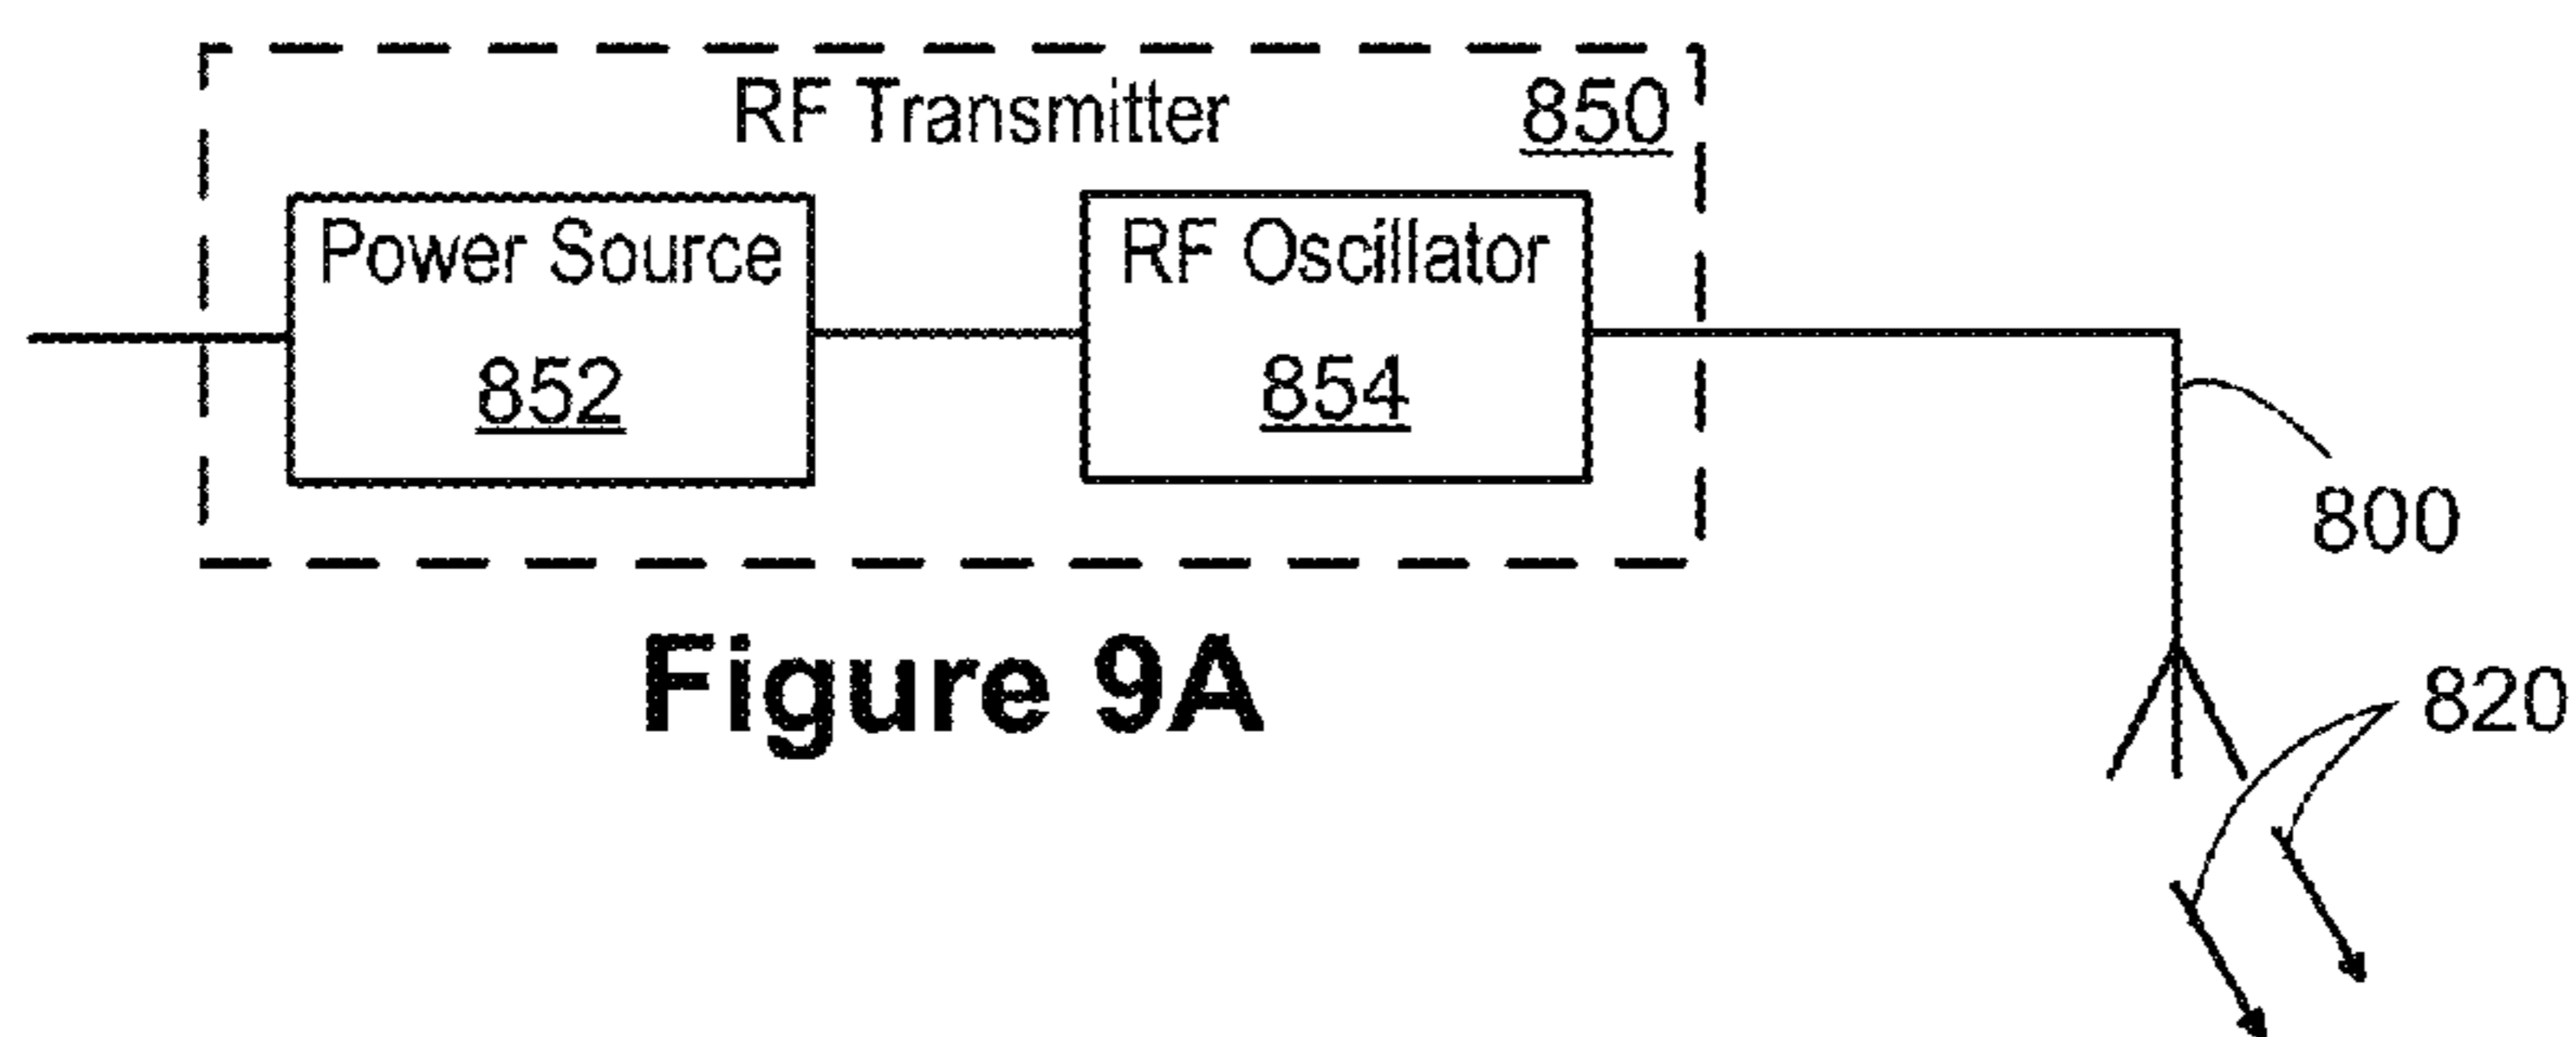 RF Transmitter 850
Power Source RF Oscillator
852 854
800
Figure 9A
820